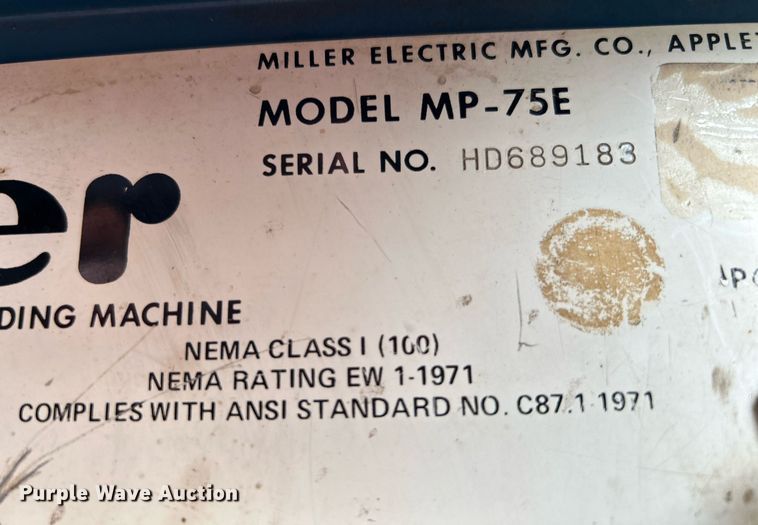 MILLER ELECTRIC MFG. CO., APPLET
MODEL MP-75E
SERIAL NO. HD689183
er
DING MACHINE
NEMA CLASS I (100)
NEMA RATING EW 1-1971
COMPLIES WITH ANSI STANDARD NO. C87.1 1971
Purple Wave Auction